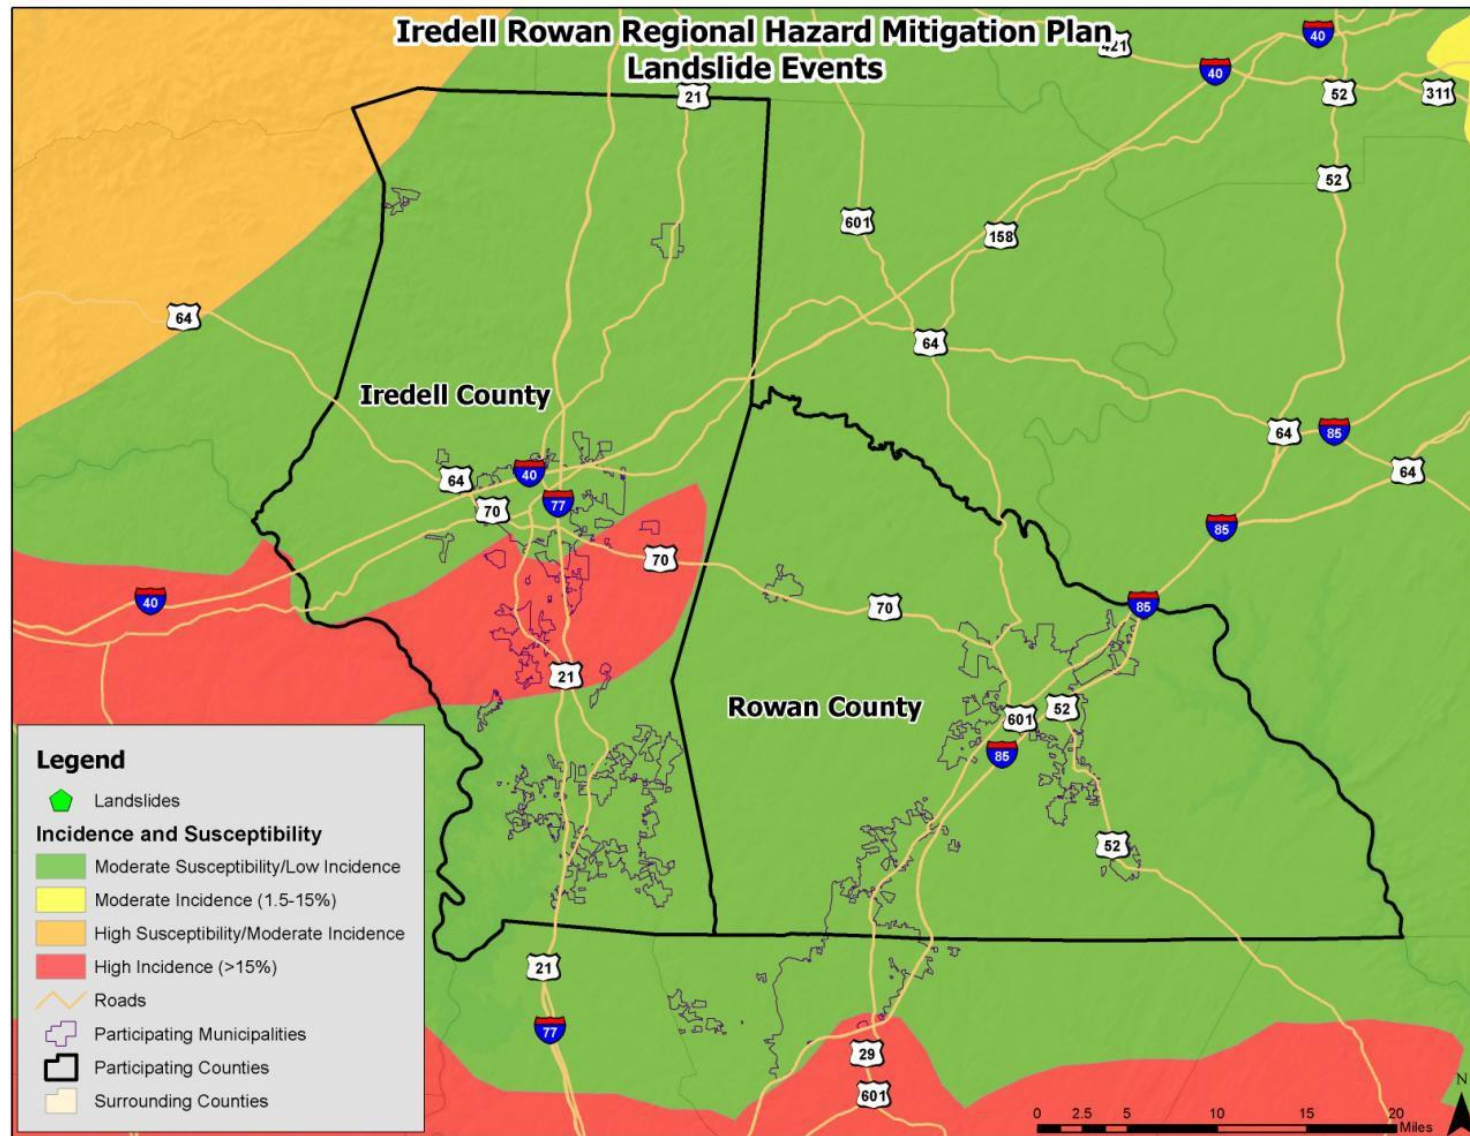 Iredell Rowan Regional Hazard Mitigation Plan
Landslide Events
421
40
40
21
52
311
52
601
158
64
64
Iredell County
64
85
64
40
64
77
70
85
70
40
85
70
21
Rowan County
52
601
85
52
21
77
29
601
Legend
Landslides
Incidence and Susceptibility
Moderate Susceptibility/Low Incidence
Moderate Incidence (1.5-15%)
High Susceptibility/Moderate Incidence
High Incidence (>15%)
Roads
Participating Municipalities
Participating Counties
Surrounding Counties
N
0 2.5 5 10 15 20
Miles